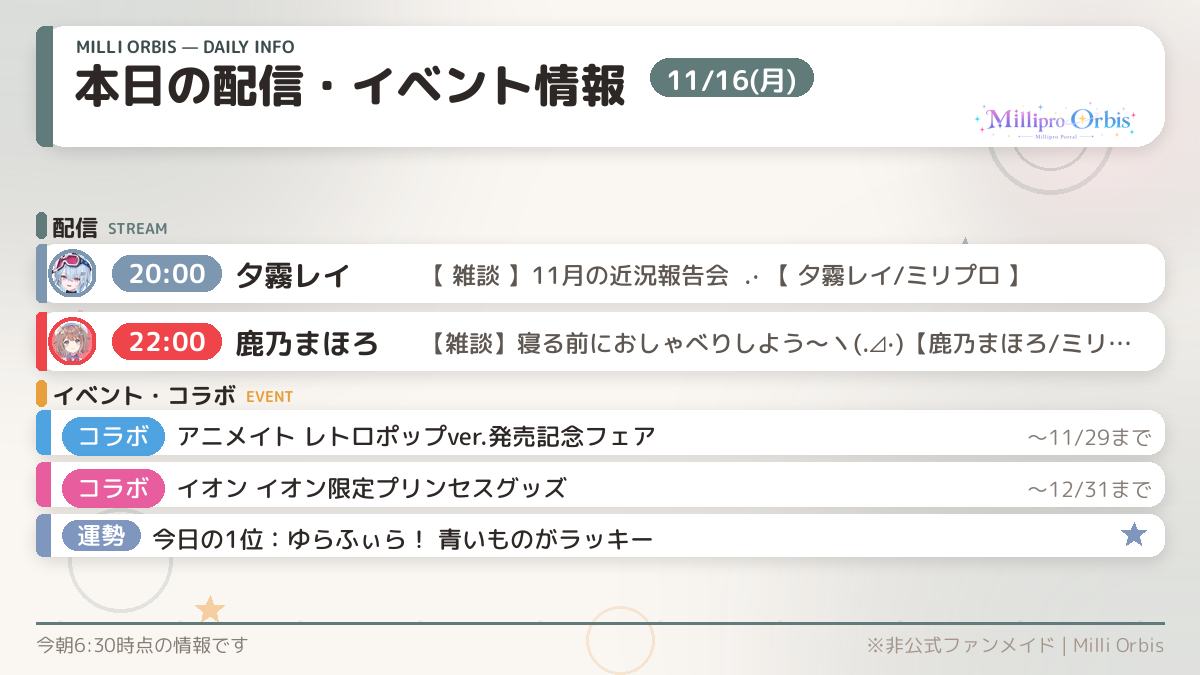 MILLI ORBIS — DAILY INFO
本日の配信・イベント情報 11/16(月)
Millipro Orbis
Millipro Portal
配信 STREAM
20:00 夕霧レイ 【 雑談 】11月の近況報告会 .· 【 夕霧レイ/ミリプロ 】
22:00 鹿乃まほろ 【雑談】寝る前におしゃべりしよう～ヽ(.⊿·)【鹿乃まほろ/ミリ…
イベント・コラボ EVENT
コラボ アニメイト レトロポップver.発売記念フェア ～11/29まで
コラボ イオン イオン限定プリンセスグッズ ～12/31まで
運勢 今日の1位：ゆらふぃら！ 青いものがラッキー
今朝6:30時点の情報です ※非公式ファンメイド | Milli Orbis